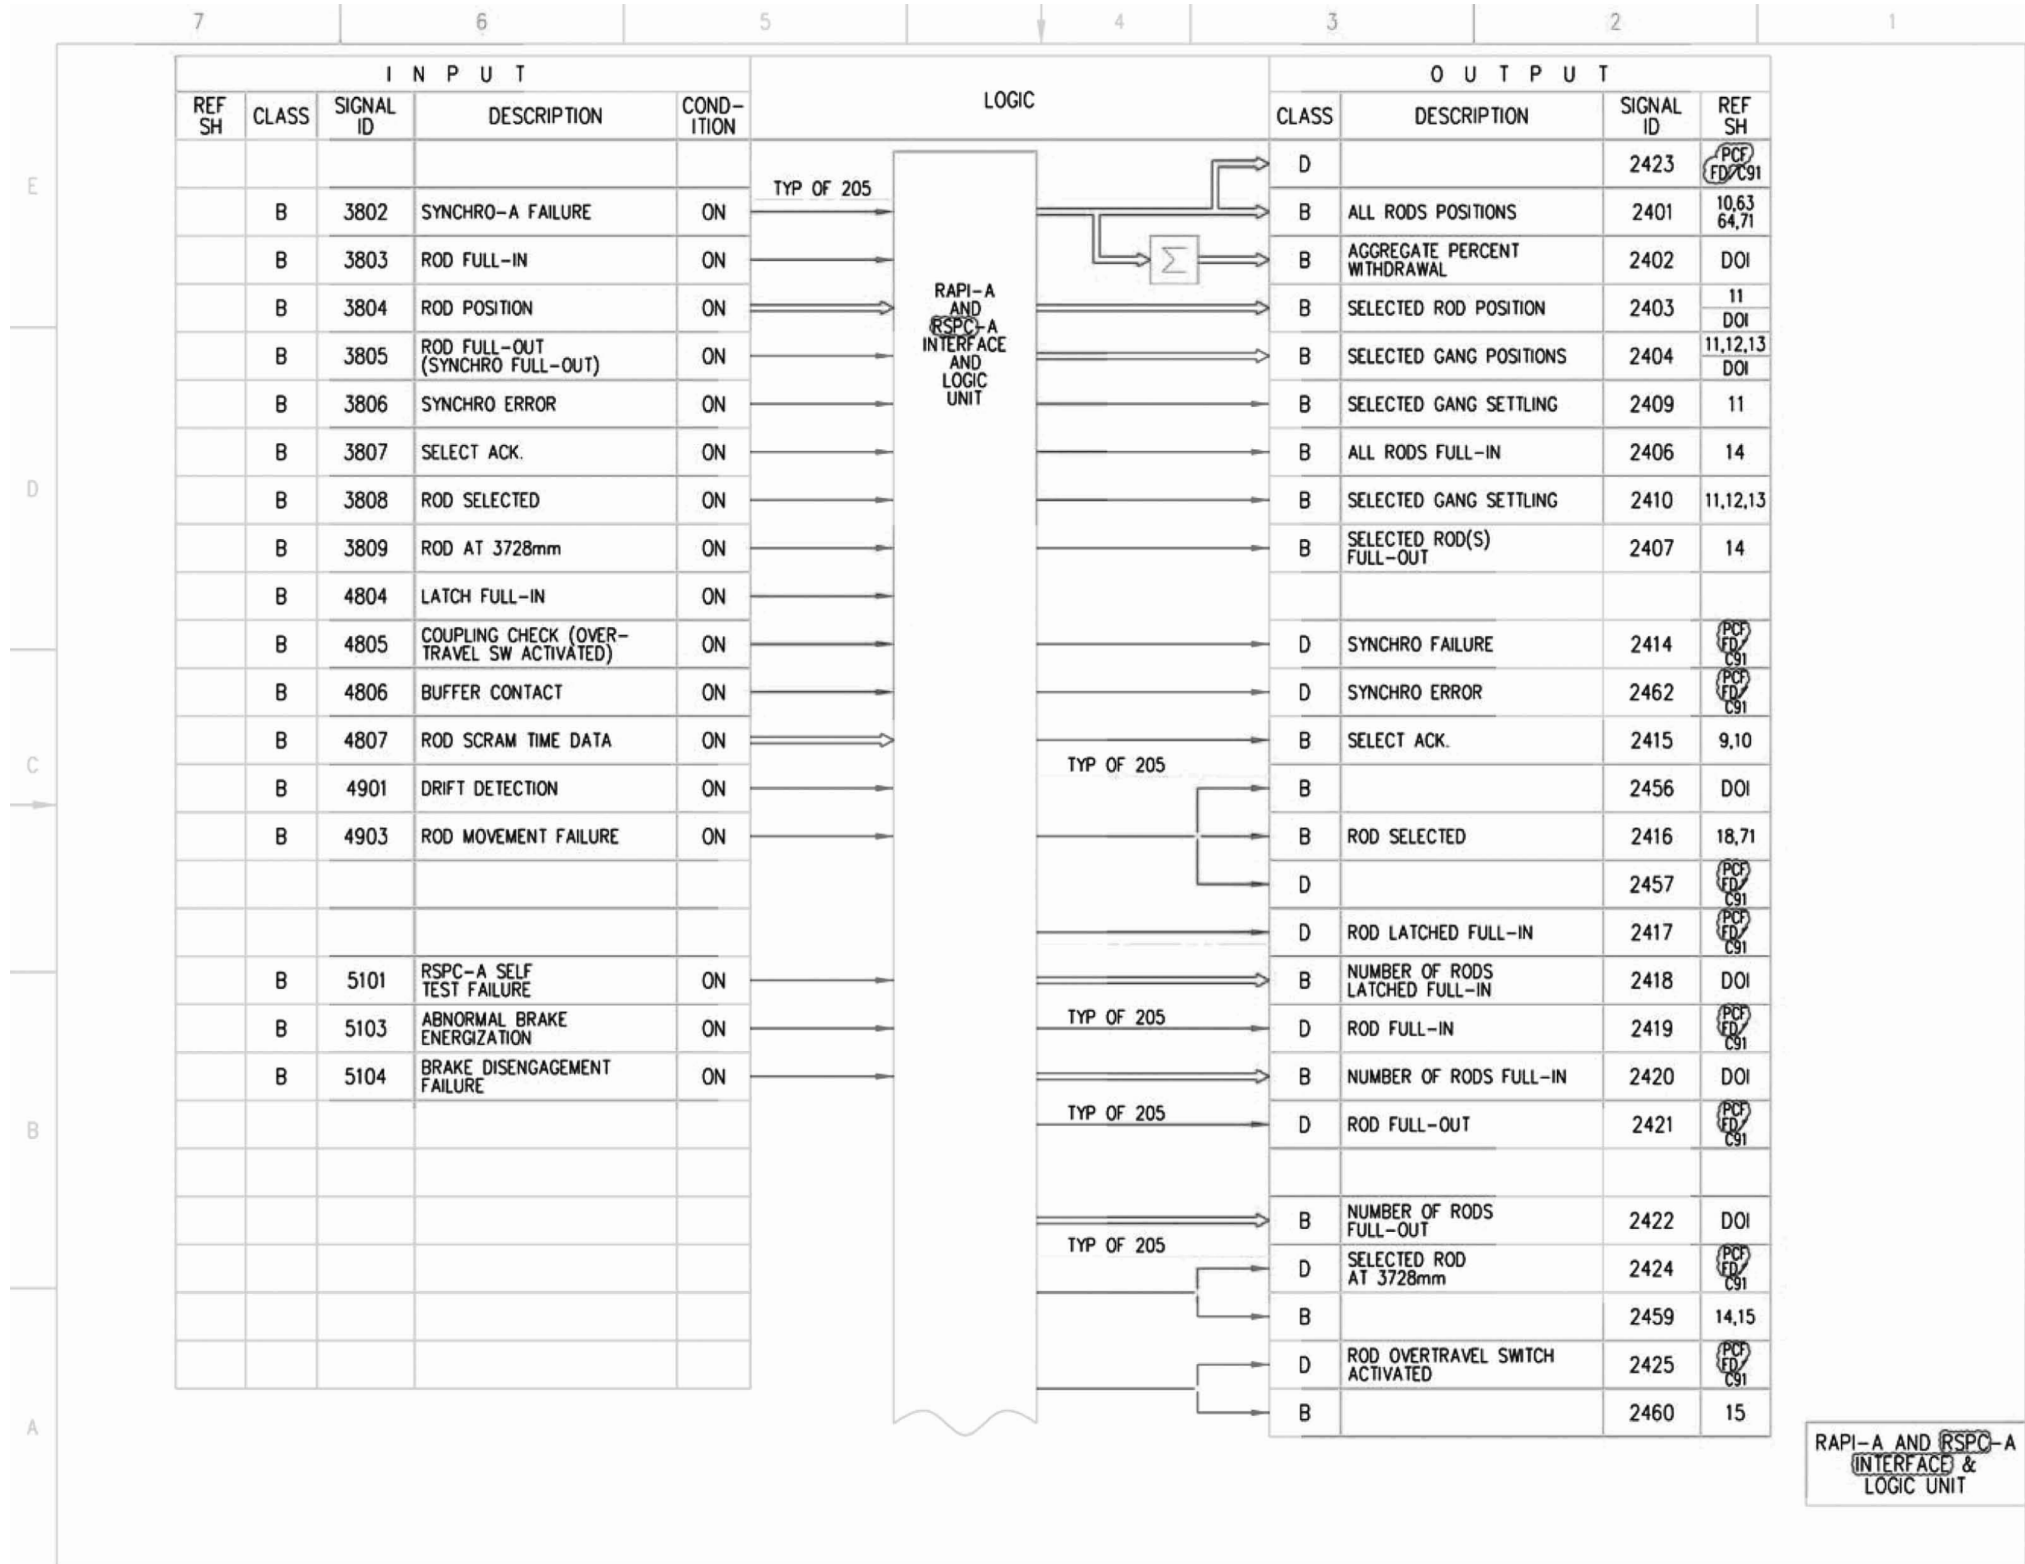 7 6 5 4 3 2 1
I N P U T
LOGIC
O U T P U T
REF SH CLASS SIGNAL ID DESCRIPTION COND-ITION
CLASS DESCRIPTION SIGNAL ID REF SH
E
D
C
B
A
TYP OF 205
B 3802 SYNCHRO-A FAILURE ON
B 3803 ROD FULL-IN ON
B 3804 ROD POSITION ON
B 3805 ROD FULL-OUT
(SYNCHRO FULL-OUT) ON
B 3806 SYNCHRO ERROR ON
B 3807 SELECT ACK. ON
B 3808 ROD SELECTED ON
B 3809 ROD AT 3728mm ON
B 4804 LATCH FULL-IN ON
B 4805 COUPLING CHECK (OVER-
TRAVEL SW ACTIVATED) ON
B 4806 BUFFER CONTACT ON
B 4807 ROD SCRAM TIME DATA ON
B 4901 DRIFT DETECTION ON
B 4903 ROD MOVEMENT FAILURE ON
B 5101 RSPC-A SELF
TEST FAILURE ON
B 5103 ABNORMAL BRAKE
ENERGIZATION ON
B 5104 BRAKE DISENGAGEMENT
FAILURE ON
RAPI-A
AND
RSPC-A
INTERFACE
AND
LOGIC
UNIT
Σ
D 2423 PCF
FD/C91
B ALL RODS POSITIONS 2401 10,63
64,71
B AGGREGATE PERCENT
WITHDRAWAL 2402 DOI
B SELECTED ROD POSITION 2403 11
DOI
B SELECTED GANG POSITIONS 2404 11,12,13
DOI
B SELECTED GANG SETTLING 2409 11
B ALL RODS FULL-IN 2406 14
B SELECTED GANG SETTLING 2410 11,12,13
B SELECTED ROD(S)
FULL-OUT 2407 14
D SYNCHRO FAILURE 2414 PCF
FD/
C91
D SYNCHRO ERROR 2462 PCF
FD/
C91
B SELECT ACK. 2415 9,10
TYP OF 205
B 2456 DOI
B ROD SELECTED 2416 18,71
D 2457 PCF
FD/
C91
D ROD LATCHED FULL-IN 2417 PCF
FD/
C91
B NUMBER OF RODS
LATCHED FULL-IN 2418 DOI
TYP OF 205
D ROD FULL-IN 2419 PCF
FD/
C91
B NUMBER OF RODS FULL-IN 2420 DOI
TYP OF 205
D ROD FULL-OUT 2421 PCF
FD/
C91
B NUMBER OF RODS
FULL-OUT 2422 DOI
TYP OF 205
D SELECTED ROD
AT 3728mm 2424 PCF
FD/
C91
B 2459 14,15
D ROD OVERTRAVEL SWITCH
ACTIVATED 2425 PCF
FD/
C91
B 2460 15
RAPI-A AND RSPC-A
INTERFACE &
LOGIC UNIT